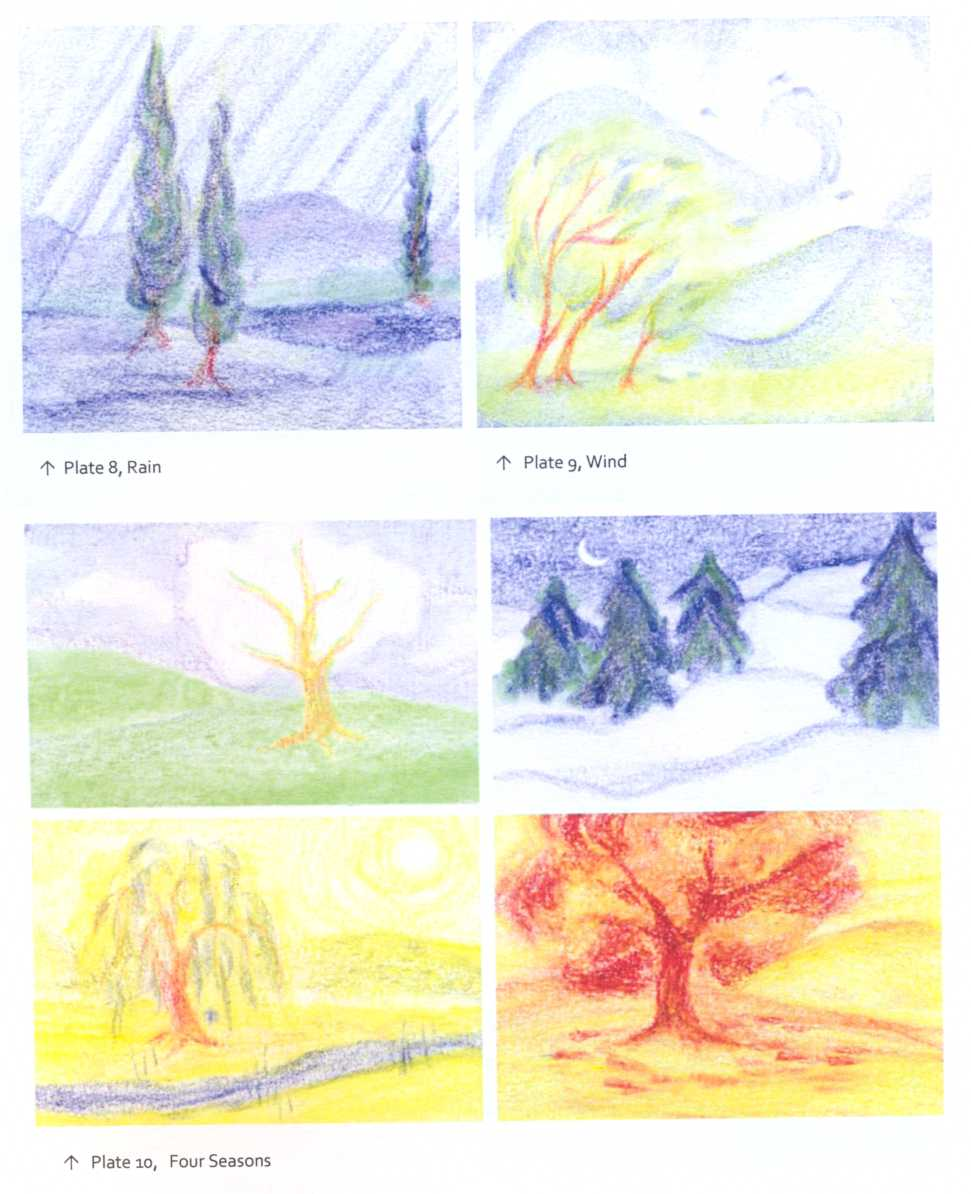 ↑ Plate 8, Rain
↑ Plate 9, Wind
↑ Plate 10, Four Seasons